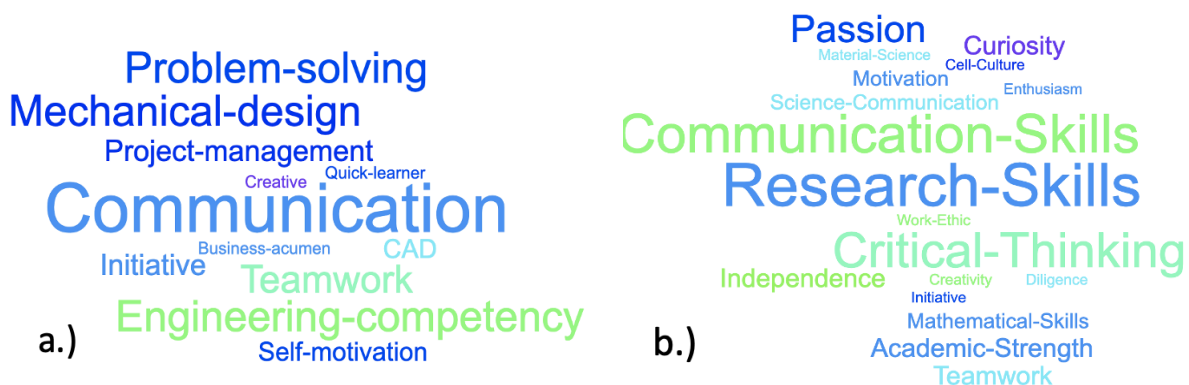 Problem-solving
Mechanical-design
Project-management
Quick-learner
Creative
Communication
Business-acumen
CAD
Initiative
Teamwork
Engineering-competency
a.)
Self-motivation
Passion
Curiosity
Material-Science
Cell-Culture
Motivation
Enthusiasm
Science-Communication
Communication-Skills
Research-Skills
Work-Ethic
Critical-Thinking
Independence
Creativity
Diligence
Initiative
Mathematical-Skills
b.)
Academic-Strength
Teamwork